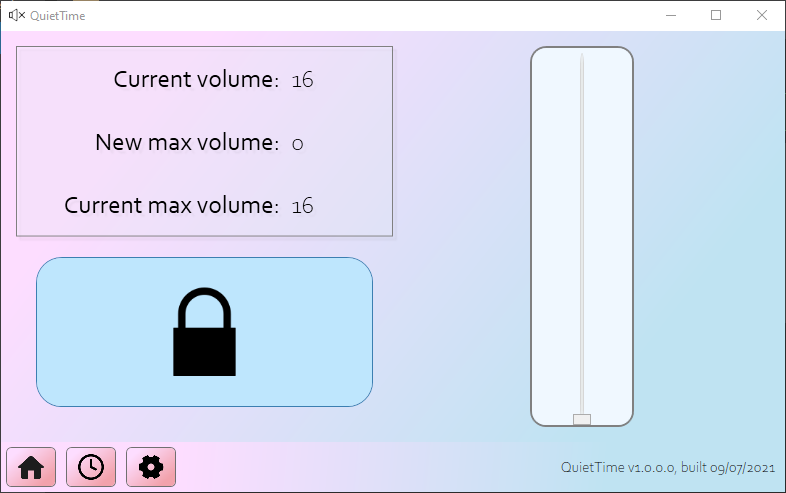 QuietTime
Current volume: 16
New max volume: 0
Current max volume: 16
QuietTime v1.0.0.0, built 09/07/2021